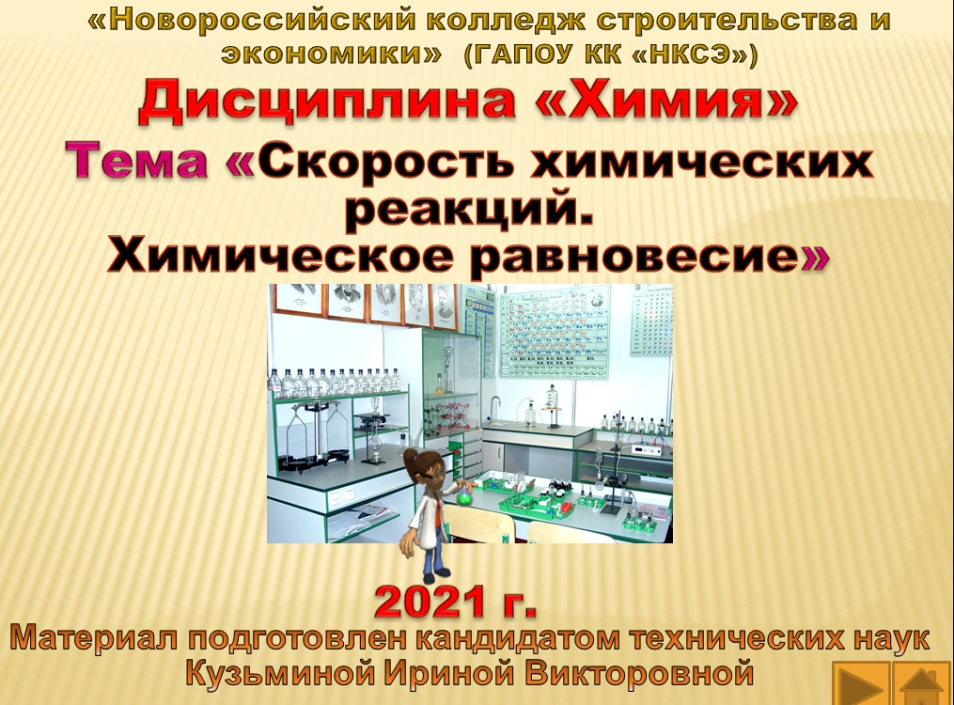 «Новороссийский колледж строительства и
экономики» (ГАПОУ КК «НКСЭ»)
Дисциплина «Химия»
Тема «Скорость химических
реакций.
Химическое равновесие»
2021 г.
Материал подготовлен кандидатом технических наук
Кузьминой Ириной Викторовной